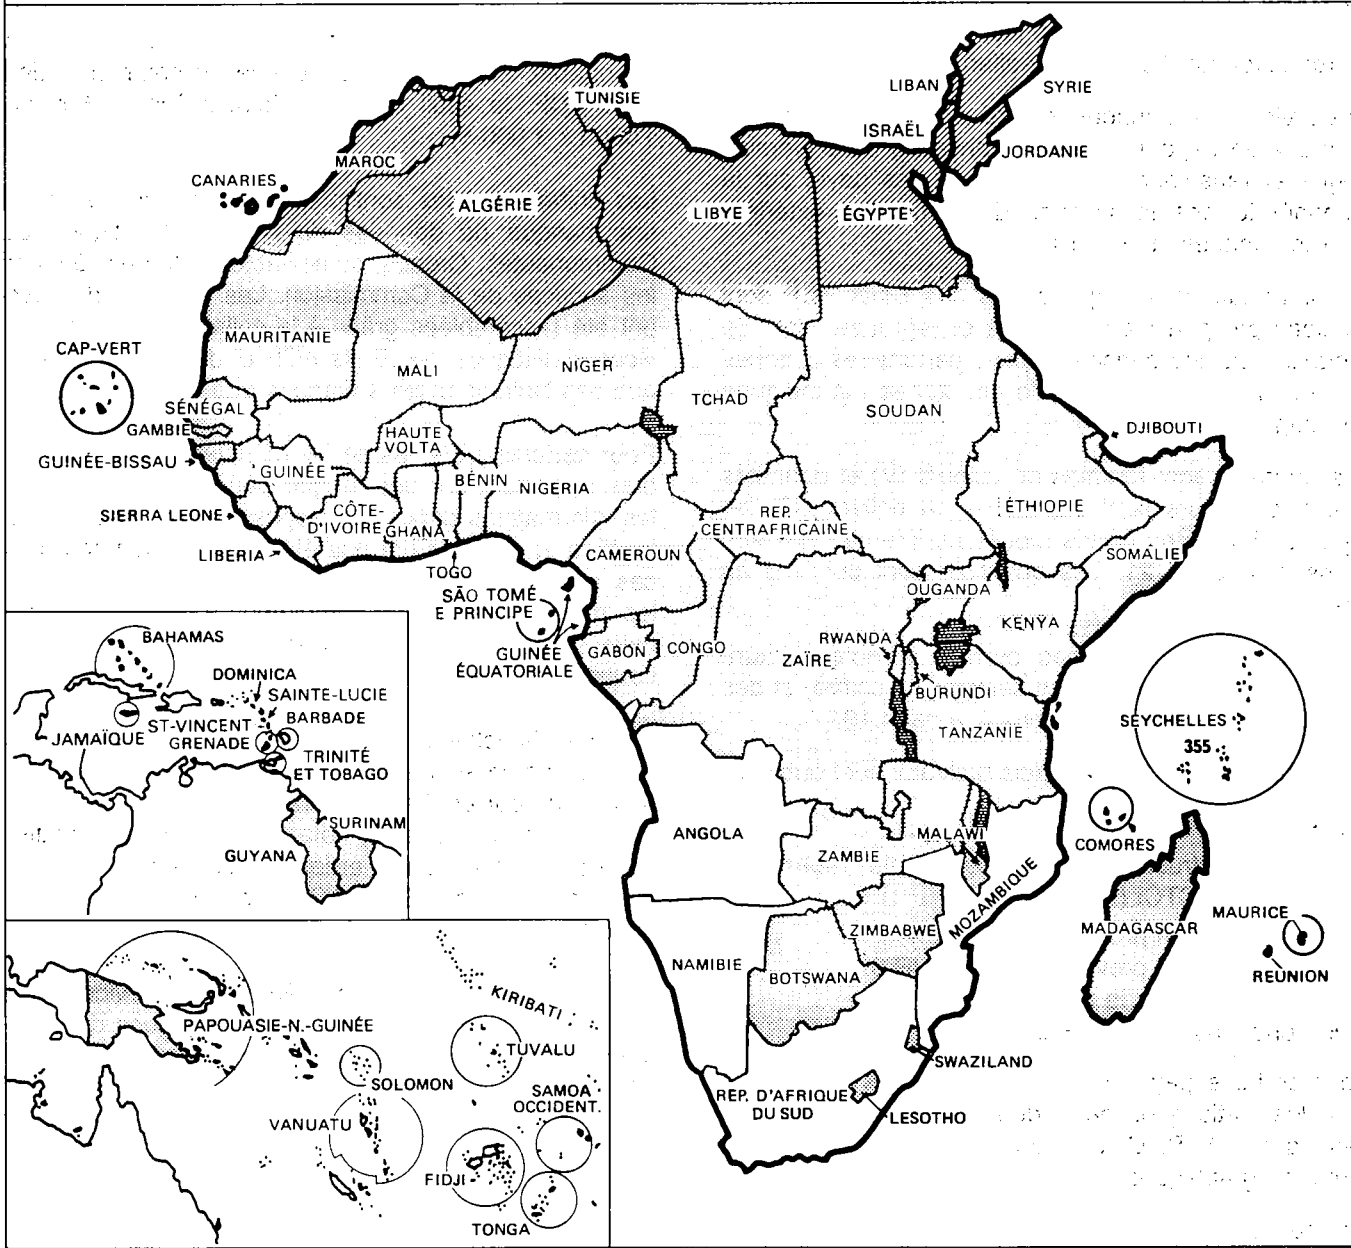 LIBAN
SYRIE
TUNISIE
ISRAËL
JORDANIE
MAROC
CANARIES
ALGÉRIE
LIBYE
ÉGYPTE
MAURITANIE
CAP-VERT
MALI
NIGER
TCHAD
SOUDAN
SÉNÉGAL
GAMBIE
HAUTE
VOLTA
DJIBOUTI
GUINÉE-BISSAU
GUINÉE
BÉNIN
NIGERIA
ÉTHIOPIE
SIERRA LEONE
CÔTE-
D'IVOIRE
GHANA
REP.
CENTRAFRICAINE
LIBERIA
CAMEROUN
SOMALIE
TOGO
OUGANDA
SÃO TOMÉ
E PRINCIPE
KENYA
GUINÉE
ÉQUATORIALE
GABON
CONGO
RWANDA
ZAÏRE
BURUNDI
TANZANIE
SEYCHELLES
355
BAHAMAS
DOMINICA
SAINTE-LUCIE
ST-VINCENT
BARBADE
JAMAÏQUE
GRENADE
TRINITÉ
ET TOBAGO
SURINAM
GUYANA
ANGOLA
MALAWI
ZAMBIE
COMORES
MOZAMBIQUE
ZIMBABWE
MADAGASCAR
MAURICE
NAMIBIE
BOTSWANA
REUNION
KIRIBATI
PAPOUASIE-N.-GUINÉE
TUVALU
SOLOMON
SAMOA
OCCIDENT.
VANUATU
FIDJI
TONGA
SWAZILAND
REP. D'AFRIQUE
DU SUD
LESOTHO